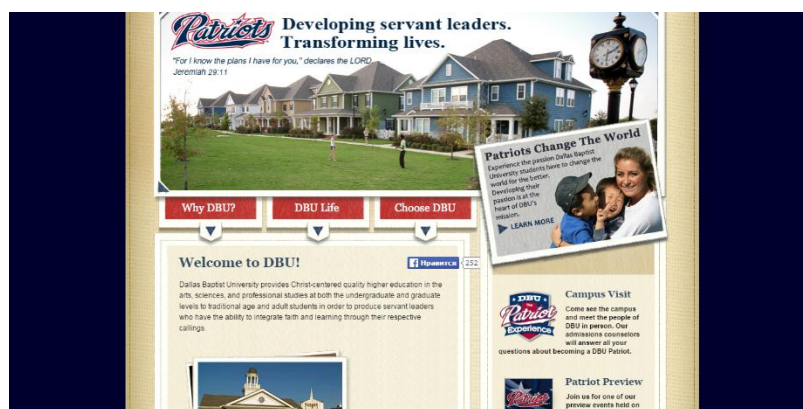 Patriots
Developing servant leaders.
Transforming lives.
"For I know the plans I have
for you," declares the LORD
Jeremiah 29:11
Patriots Change The World
Experience the passion Dallas Baptist
University students have to change the
world for the better.
Developing their
passion is at the
heart of DBU's
mission.
LEARN MORE
Why DBU?
DBU Life
Choose DBU
Welcome to DBU!
Нравится
252
Dallas Baptist University provides Christ-centered quality higher education in the
arts, sciences, and professional studies at both the undergraduate and graduate
levels to traditional age and adult students in order to produce servant leaders
who have the ability to integrate faith and learning through their respective
callings.
DBU
THE
Patriot
Experience
Campus Visit
Come see the campus
and meet the people of
DBU in person. Our
admissions counselors
will answer all your
questions about becoming a DBU Patriot.
Patriots
Patriot Preview
Join us for one of our
preview events held on